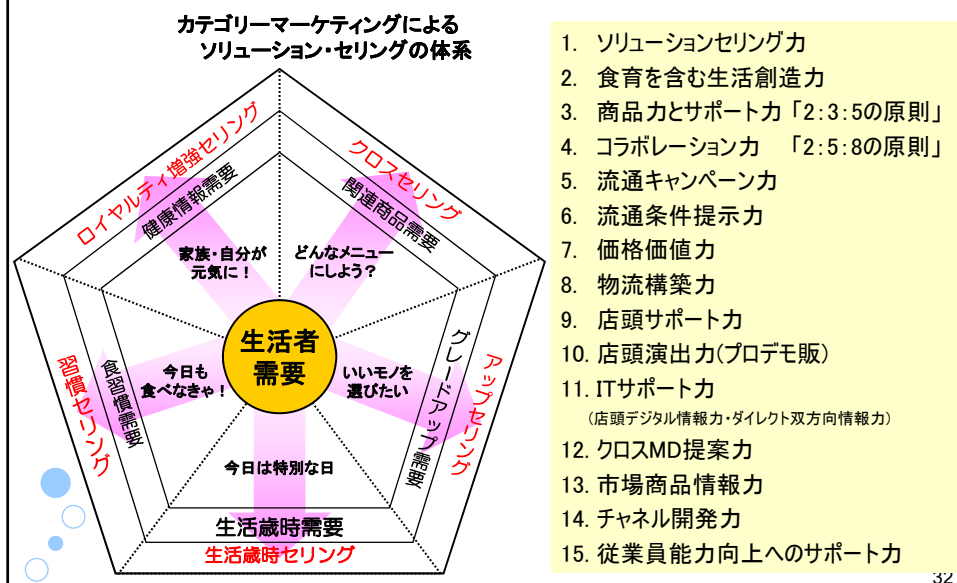 カテゴリーマーケティングによる
ソリューション・セリングの体系
ロイヤルティ増強セリング
健康情報需要
家族・自分が
元気に！
クロスセリング
関連商品需要
どんなメニュー
にしよう？
生活者
需要
習慣セリング
食習慣需要
今日も
食べなきゃ！
いいモノを
選びたい
グレードアップ需要
アップセリング
今日は特別な日
生活歳時需要
生活歳時セリング
1. ソリューションセリング力
2. 食育を含む生活創造力
3. 商品力とサポート力「2：3：5の原則」
4. コラボレーション力　「2：5：8の原則」
5. 流通キャンペーン力
6. 流通条件提示力
7. 価格価値力
8. 物流構築力
9. 店頭サポート力
10. 店頭演出力(プロデモ販)
11. ITサポート力
（店頭デジタル情報力・ダイレクト双方向情報力）
12. クロスMD提案力
13. 市場商品情報力
14. チャネル開発力
15. 従業員能力向上へのサポート力
32